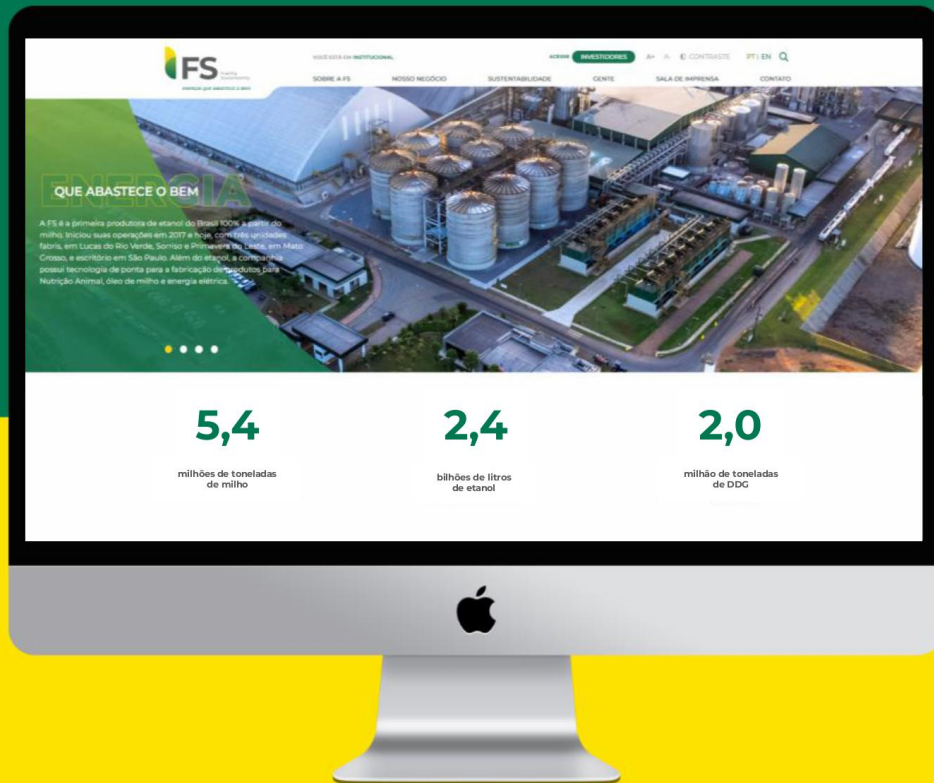 FS
ENERGIA QUE ABASTECE O BEM
VOCÊ ESTÁ EM INSTITUCIONAL
ACESSE INVESTIDORES A+ A- CONTRASTE PT | EN
SOBRE A FS NOSSO NEGÓCIO SUSTENTABILIDADE GENTE SALA DE IMPRENSA CONTATO
ENERGIA
QUE ABASTECE O BEM
A FS é a primeira produtora de etanol do Brasil 100% a partir do
milho. Iniciou suas operações em 2017 e hoje, com três unidades
fabris, em Lucas do Rio Verde, Sorriso e Primavera do Leste, em Mato
Grosso, e escritório em São Paulo. Além do etanol, a companhia
possui tecnologia de ponta para a fabricação de produtos para
Nutrição Animal, óleo de milho e energia elétrica.
5,4
milhões de toneladas
de milho
2,4
bilhões de litros
de etanol
2,0
milhão de toneladas
de DDG